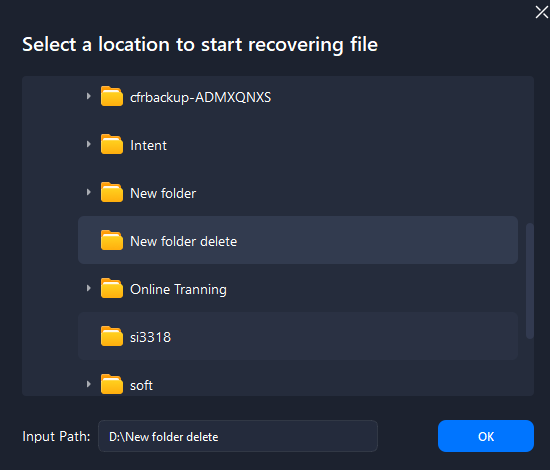 Select a location to start recovering file
cfrbackup-ADMXQNXS
Intent
New folder
New folder delete
Online Tranning
si3318
soft
Input Path: D:\New folder delete OK